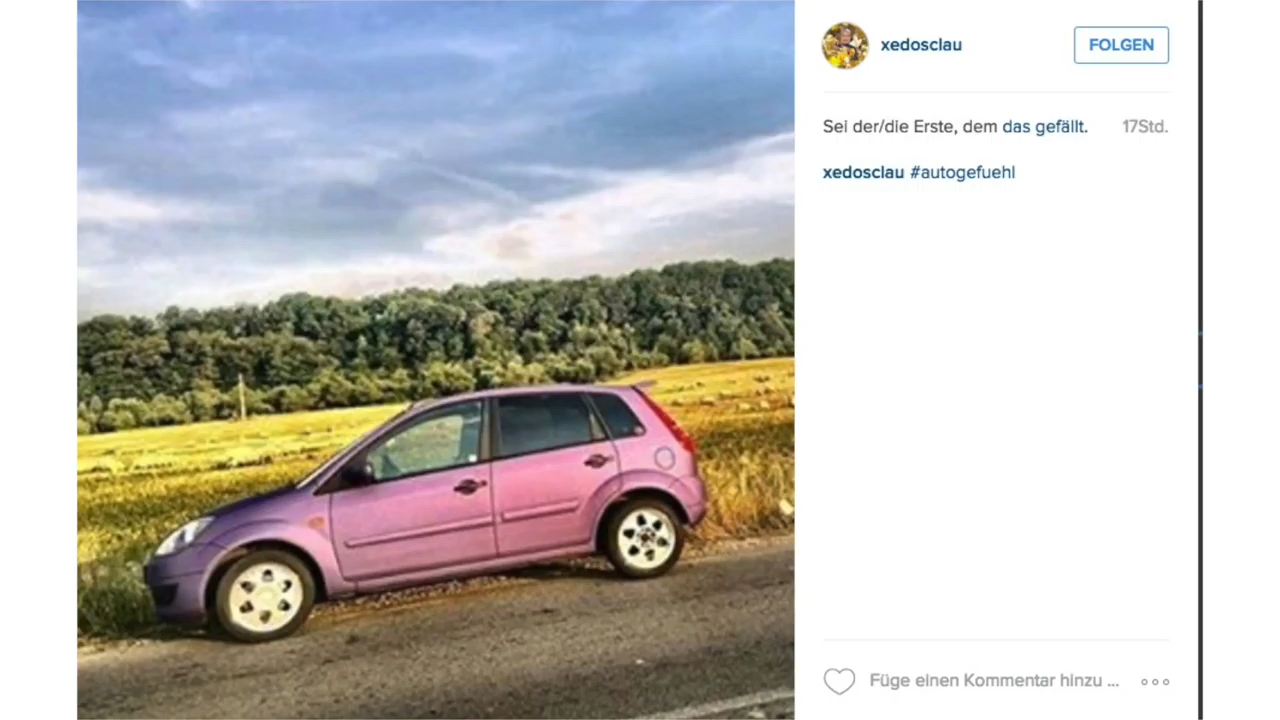 xedosclau
FOLGEN
Sei der/die Erste, dem das gefällt.
17Std.
xedosclau #autogefuehl
Füge einen Kommentar hinzu ...